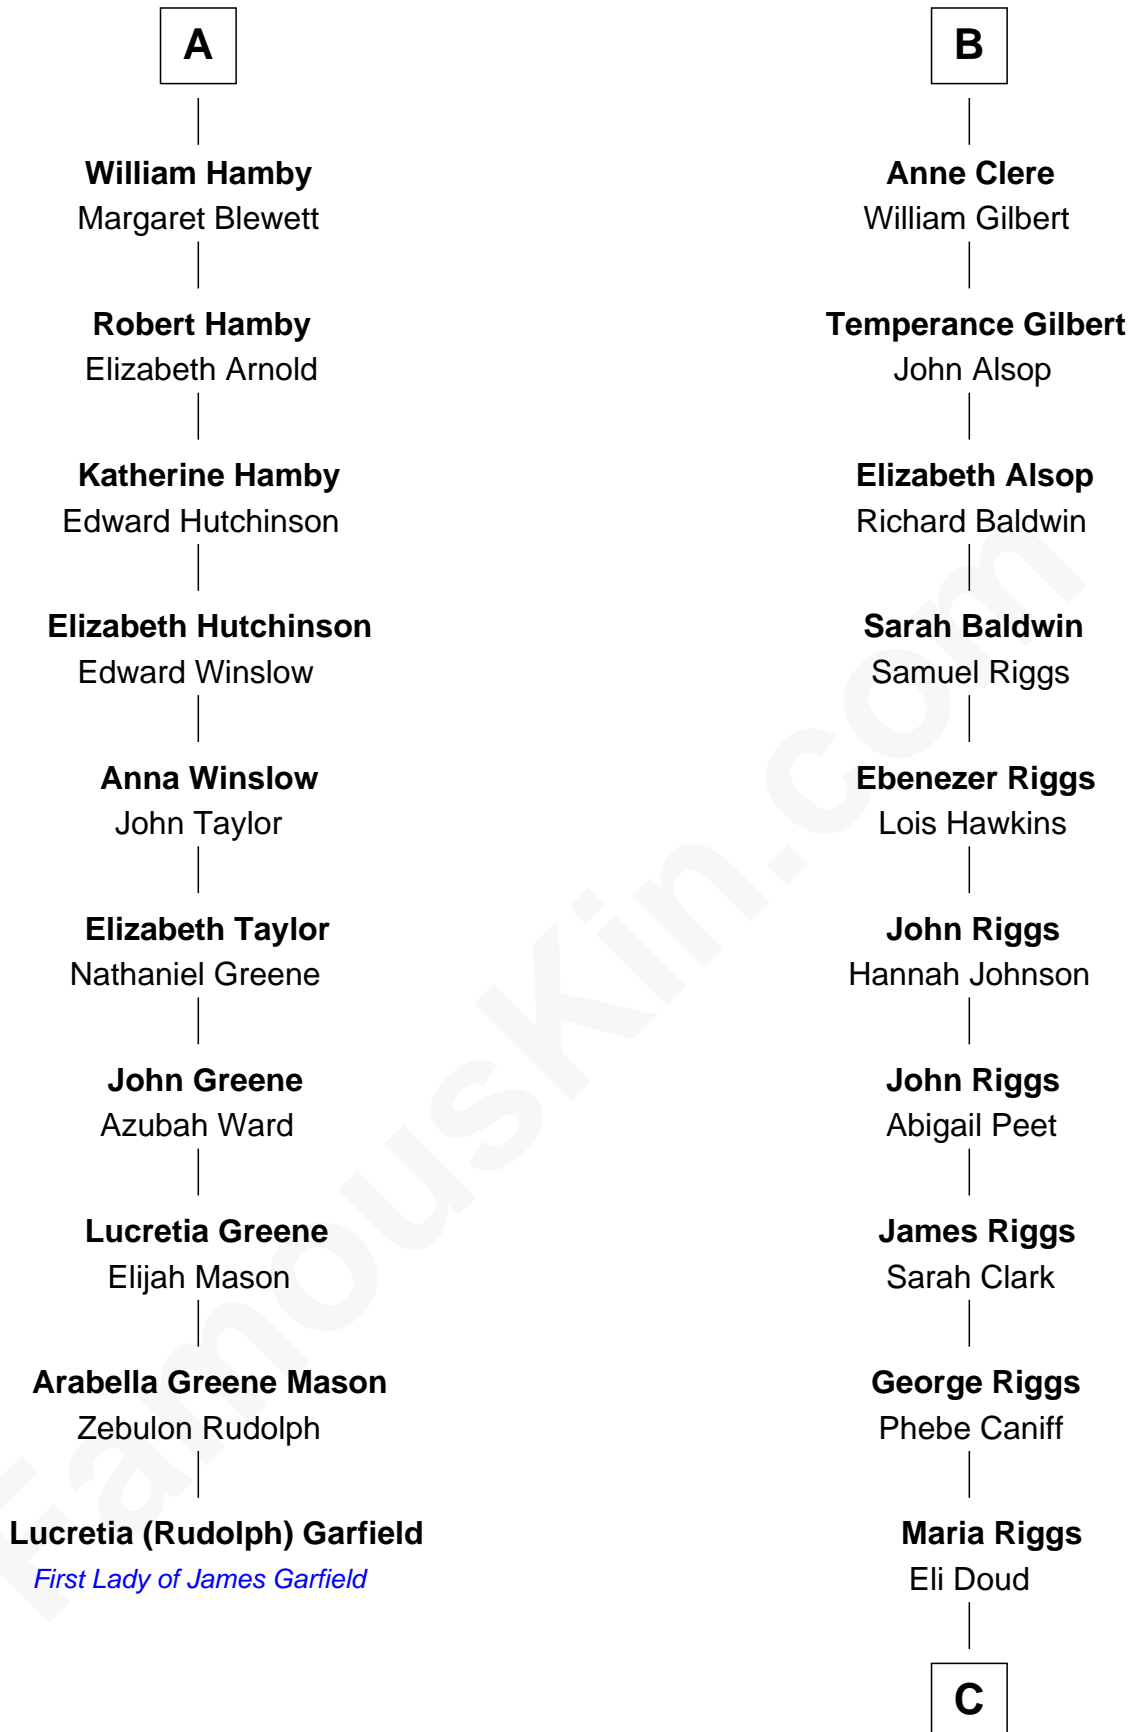 A
William Hamby
Margaret Blewett
Robert Hamby
Elizabeth Arnold
Katherine Hamby
Edward Hutchinson
Elizabeth Hutchinson
Edward Winslow
Anna Winslow
John Taylor
Elizabeth Taylor
Nathaniel Greene
John Greene
Azubah Ward
Lucretia Greene
Elijah Mason
Arabella Greene Mason
Zebulon Rudolph
Lucretia (Rudolph) Garfield
First Lady of James Garfield
B
Anne Clere
William Gilbert
Temperance Gilbert
John Alsop
Elizabeth Alsop
Richard Baldwin
Sarah Baldwin
Samuel Riggs
Ebenezer Riggs
Lois Hawkins
John Riggs
Hannah Johnson
John Riggs
Abigail Peet
James Riggs
Sarah Clark
George Riggs
Phebe Caniff
Maria Riggs
Eli Doud
C
FamousKin.com